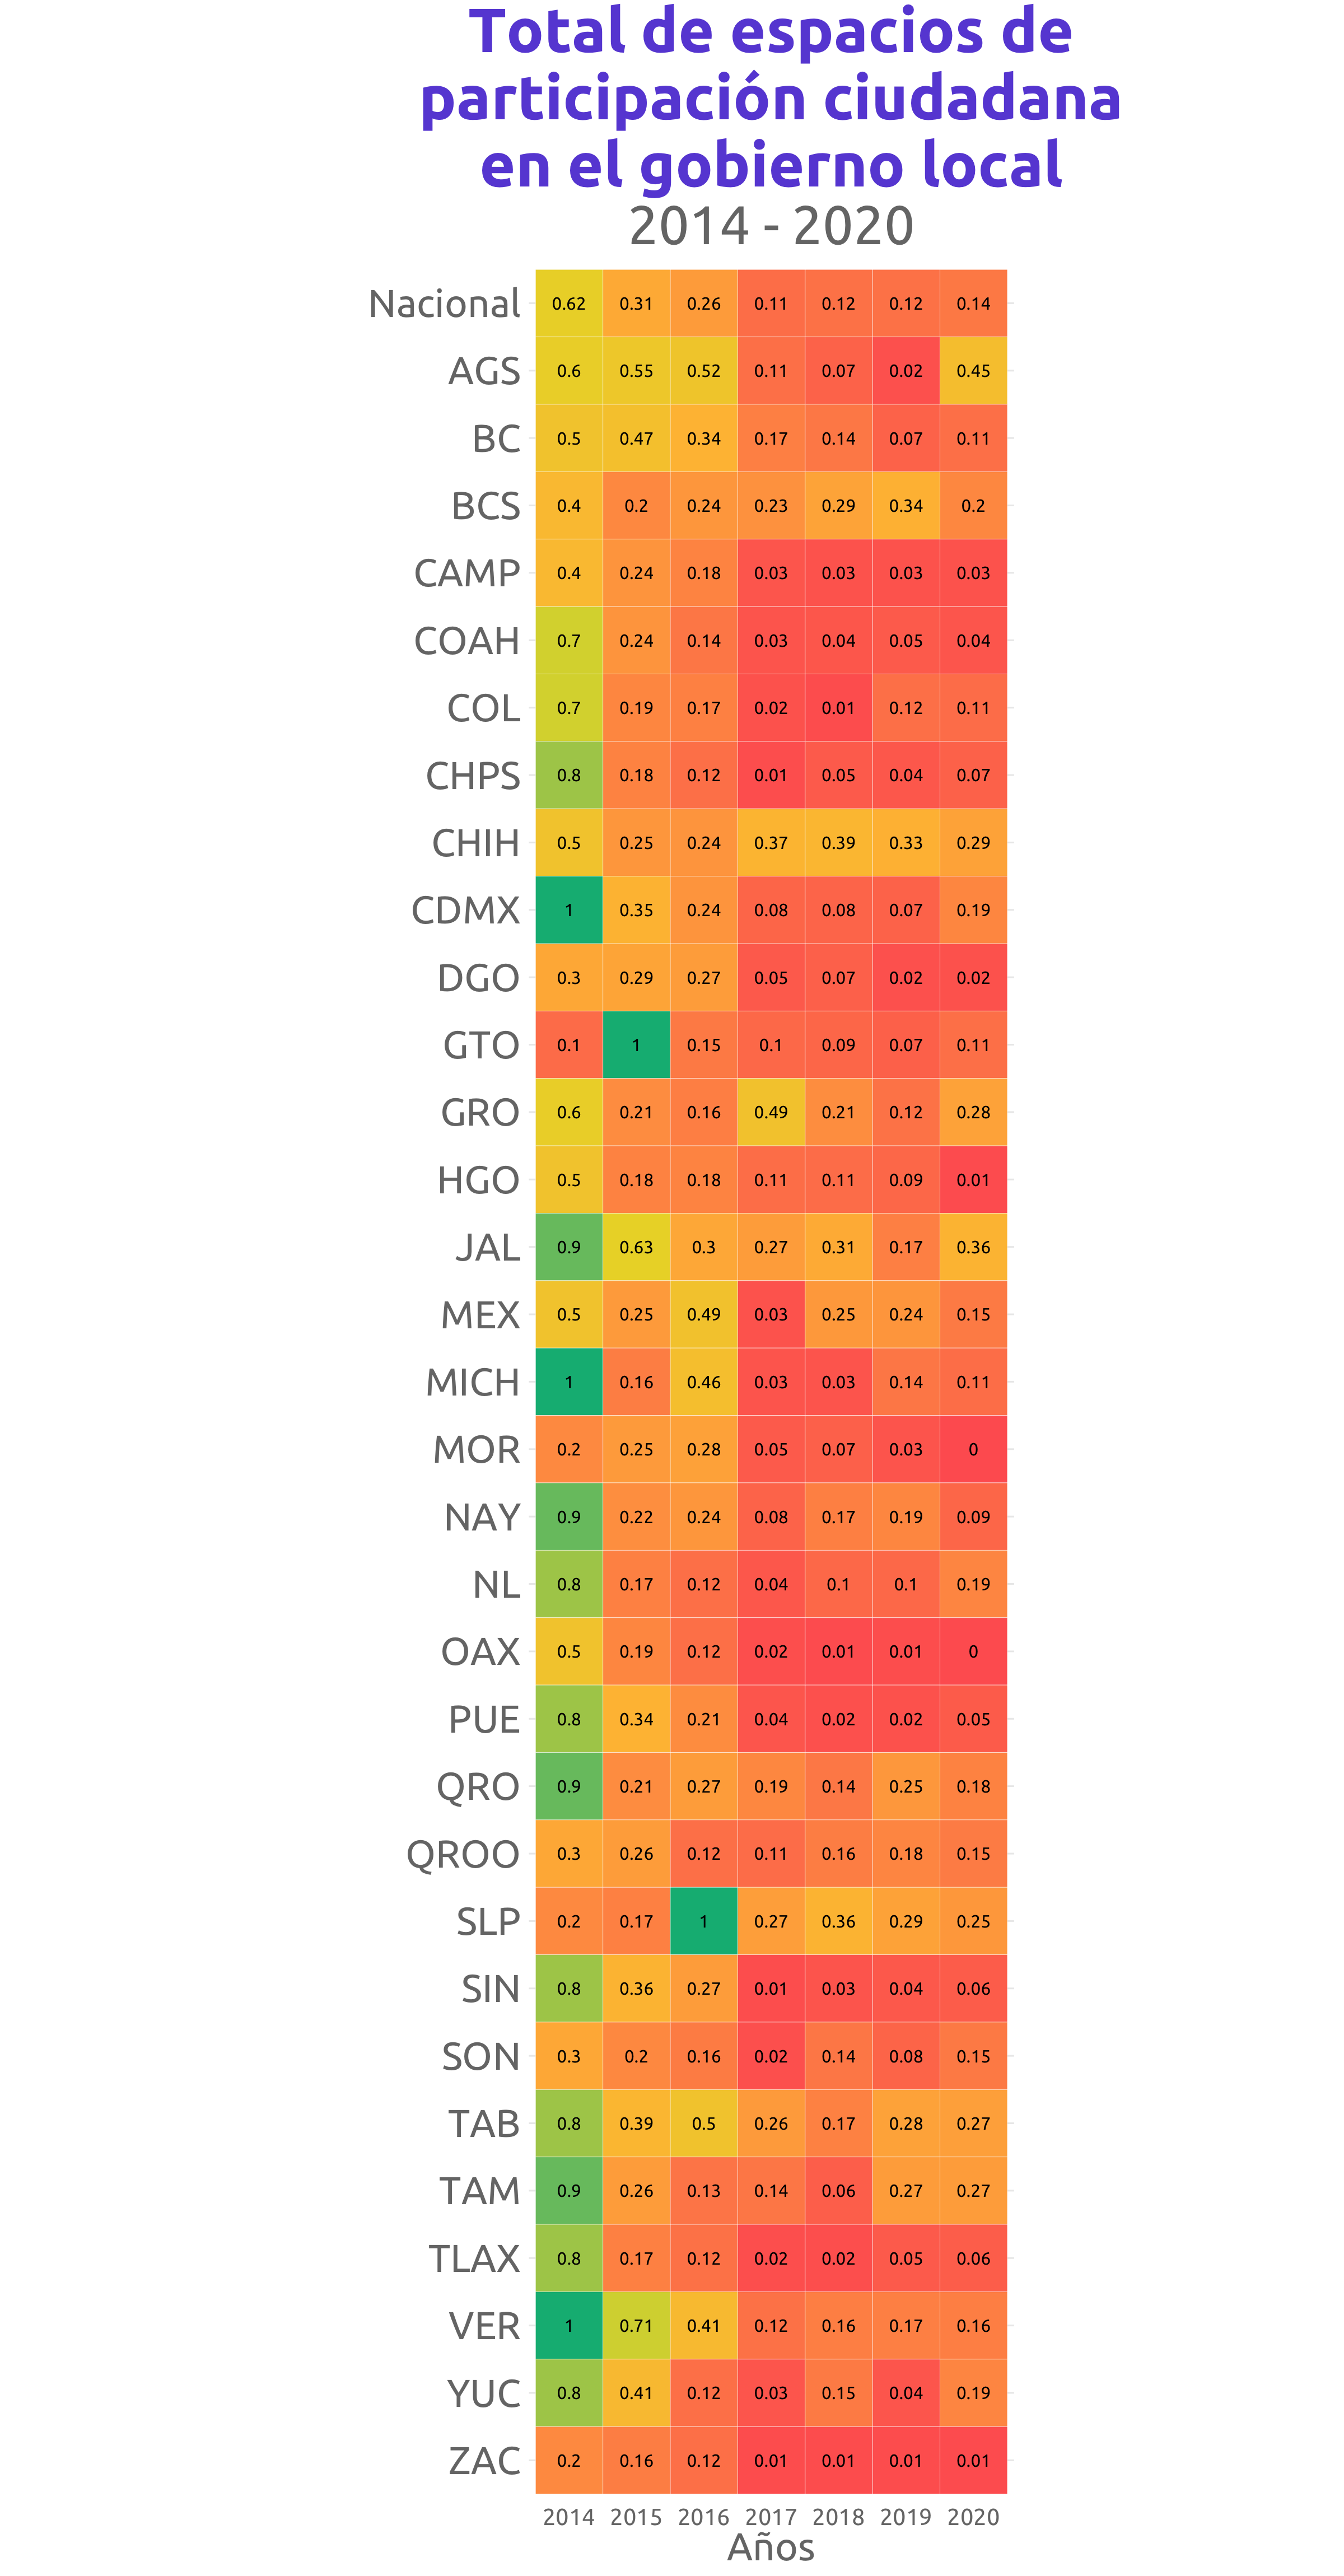 Total de espacios de
participación ciudadana
en el gobierno local
2014 - 2020
Nacional 0.62 0.31 0.26 0.11 0.12 0.12 0.14
AGS 0.6 0.55 0.52 0.11 0.07 0.02 0.45
BC 0.5 0.47 0.34 0.17 0.14 0.07 0.11
BCS 0.4 0.2 0.24 0.23 0.29 0.34 0.2
CAMP 0.4 0.24 0.18 0.03 0.03 0.03 0.03
COAH 0.7 0.24 0.14 0.03 0.04 0.05 0.04
COL 0.7 0.19 0.17 0.02 0.01 0.12 0.11
CHPS 0.8 0.18 0.12 0.01 0.05 0.04 0.07
CHIH 0.5 0.25 0.24 0.37 0.39 0.33 0.29
CDMX 1 0.35 0.24 0.08 0.08 0.07 0.19
DGO 0.3 0.29 0.27 0.05 0.07 0.02 0.02
GTO 0.1 1 0.15 0.1 0.09 0.07 0.11
GRO 0.6 0.21 0.16 0.49 0.21 0.12 0.28
HGO 0.5 0.18 0.18 0.11 0.11 0.09 0.01
JAL 0.9 0.63 0.3 0.27 0.31 0.17 0.36
MEX 0.5 0.25 0.49 0.03 0.25 0.24 0.15
MICH 1 0.16 0.46 0.03 0.03 0.14 0.11
MOR 0.2 0.25 0.28 0.05 0.07 0.03 0
NAY 0.9 0.22 0.24 0.08 0.17 0.19 0.09
NL 0.8 0.17 0.12 0.04 0.1 0.1 0.19
OAX 0.5 0.19 0.12 0.02 0.01 0.01 0
PUE 0.8 0.34 0.21 0.04 0.02 0.02 0.05
QRO 0.9 0.21 0.27 0.19 0.14 0.25 0.18
QROO 0.3 0.26 0.12 0.11 0.16 0.18 0.15
SLP 0.2 0.17 1 0.27 0.36 0.29 0.25
SIN 0.8 0.36 0.27 0.01 0.03 0.04 0.06
SON 0.3 0.2 0.16 0.02 0.14 0.08 0.15
TAB 0.8 0.39 0.5 0.26 0.17 0.28 0.27
TAM 0.9 0.26 0.13 0.14 0.06 0.27 0.27
TLAX 0.8 0.17 0.12 0.02 0.02 0.05 0.06
VER 1 0.71 0.41 0.12 0.16 0.17 0.16
YUC 0.8 0.41 0.12 0.03 0.15 0.04 0.19
ZAC 0.2 0.16 0.12 0.01 0.01 0.01 0.01
2014 2015 2016 2017 2018 2019 2020
Años